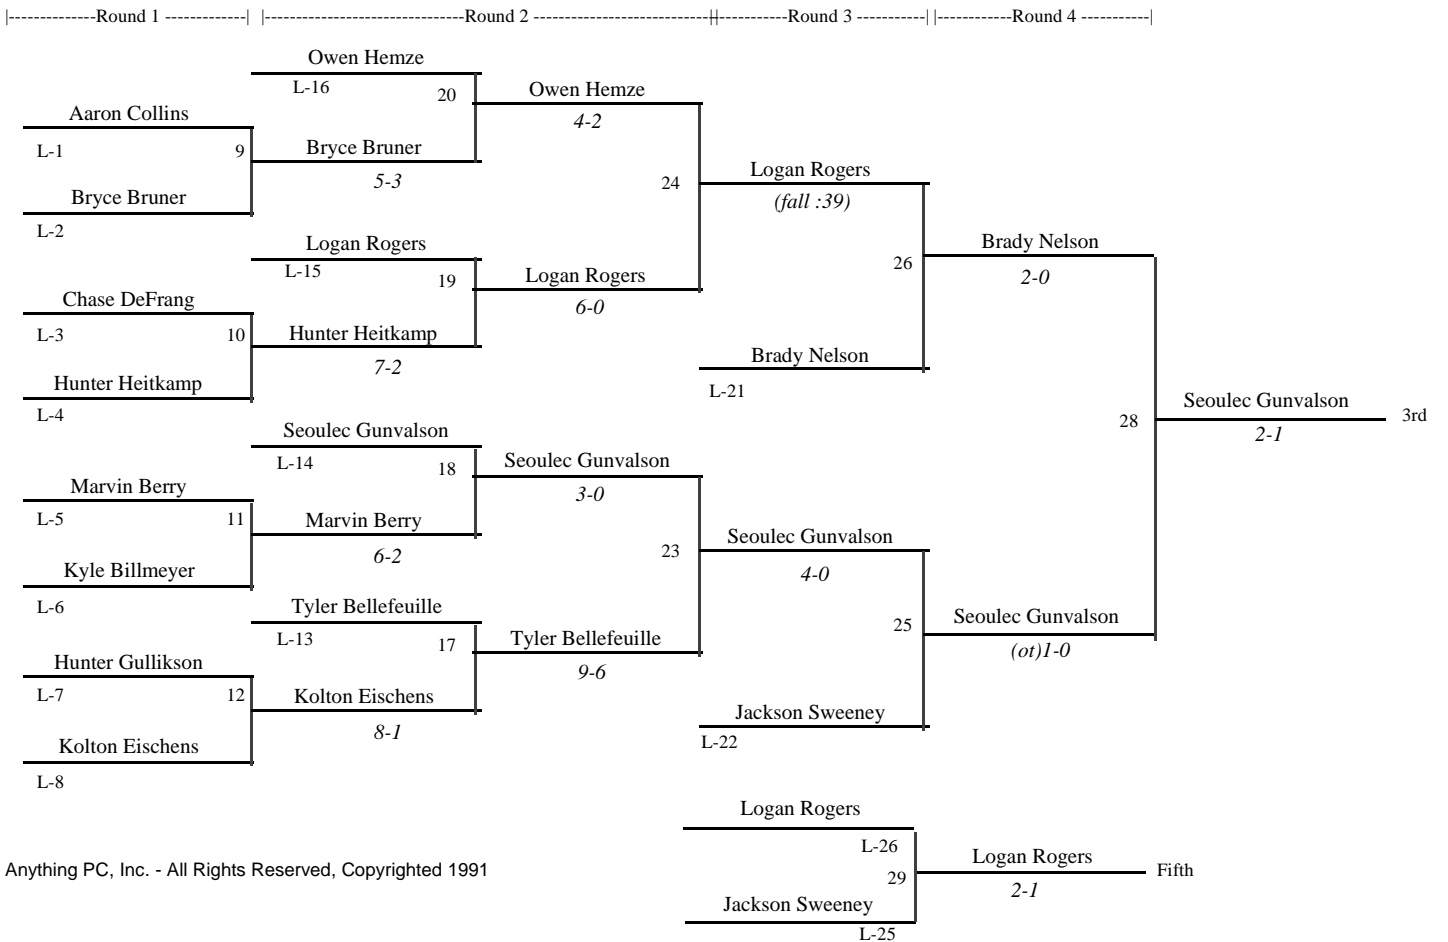 |-------------Round 1 -------------| |-----------------------------Round 2 --------------------------||-----------Round 3 -----------| |-----------Round 4 ----------|
Owen Hemze
L-16
20
Owen Hemze
4-2
Aaron Collins
L-1
9
Bryce Bruner
5-3
Bryce Bruner
L-2
24
Logan Rogers
(fall :39)
Logan Rogers
L-15
19
Logan Rogers
6-0
Chase DeFrang
L-3
10
Hunter Heitkamp
7-2
Hunter Heitkamp
L-4
26
Brady Nelson
2-0
Brady Nelson
L-21
Seoulec Gunvalson
L-14
18
Seoulec Gunvalson
3-0
Marvin Berry
L-5
11
Marvin Berry
6-2
Kyle Billmeyer
L-6
23
Seoulec Gunvalson
4-0
28
Seoulec Gunvalson
2-1
3rd
Tyler Bellefeuille
L-13
17
Tyler Bellefeuille
9-6
Hunter Gullikson
L-7
12
Kolton Eischens
8-1
Kolton Eischens
L-8
25
Seoulec Gunvalson
(ot)1-0
Jackson Sweeney
L-22
Logan Rogers
L-26
29
Logan Rogers
2-1
Fifth
Jackson Sweeney
L-25
Anything PC, Inc. - All Rights Reserved, Copyrighted 1991